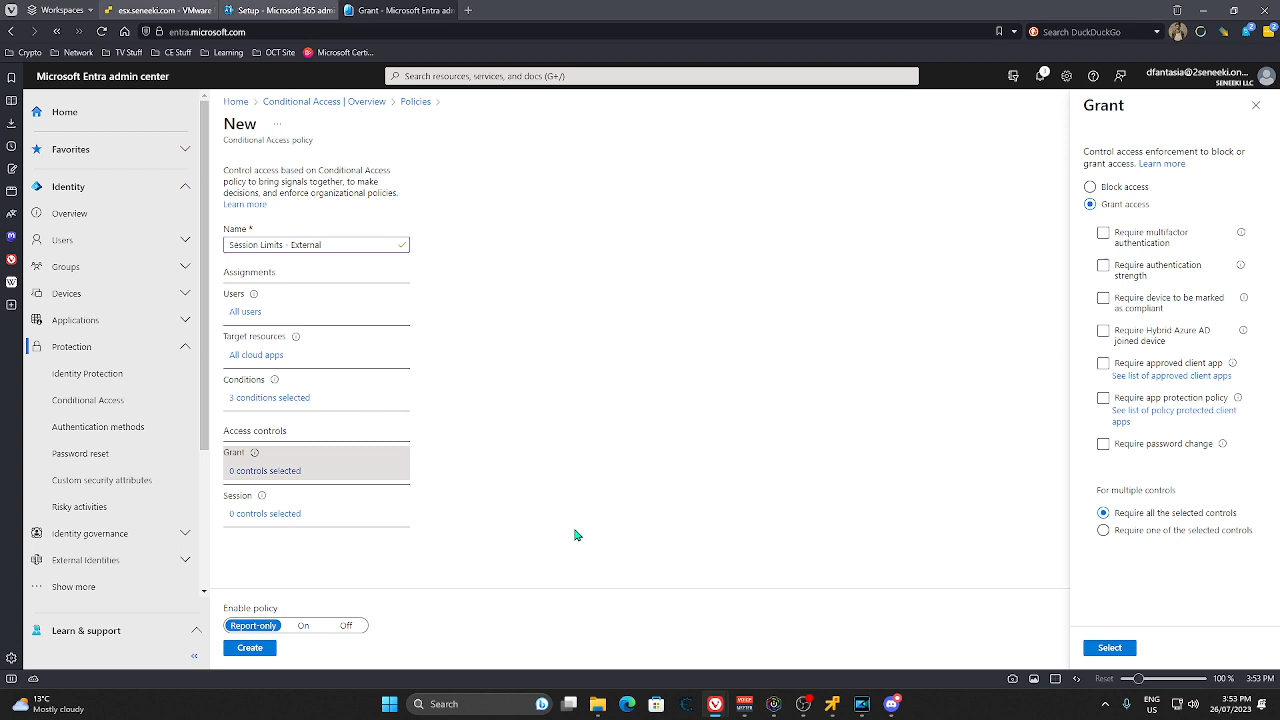 Workspaces
esx.seneeki.com - VMware
Setup - Microsoft 365 adm
Grant - Microsoft Entra adm
entra.microsoft.com
Search DuckDuckGo
Crypto
Network
TV Stuff
CE Stuff
Learning
OCT Site
Microsoft Certi...
Microsoft Entra admin center
Search resources, services, and docs (G+/)
dfantasia@2seneeki.on...
SENEEKI LLC
Home
Favorites
Identity
Overview
Users
Groups
Devices
Applications
Protection
Identity Protection
Conditional Access
Authentication methods
Password reset
Custom security attributes
Risky activities
Identity governance
External Identities
Show more
Learn & support
Home > Conditional Access | Overview > Policies >
New ...
Conditional Access policy
Control access based on Conditional Access
policy to bring signals together, to make
decisions, and enforce organizational policies.
Learn more
Name *
Session Limits - External
Assignments
Users
All users
Target resources
All cloud apps
Conditions
3 conditions selected
Access controls
Grant
0 controls selected
Session
0 controls selected
Enable policy
Report-only On Off
Create
Grant
Control access enforcement to block or
grant access. Learn more
Block access
Grant access
Require multifactor
authentication
Require authentication
strength
Require device to be marked
as compliant
Require Hybrid Azure AD
joined device
Require approved client app
See list of approved client apps
Require app protection policy
See list of policy protected client
apps
Require password change
For multiple controls
Require all the selected controls
Require one of the selected controls
Select
Reset
100 %
3:53 PM
13°C
Mostly cloudy
Search
ENG
US
3:53 PM
26/07/2023